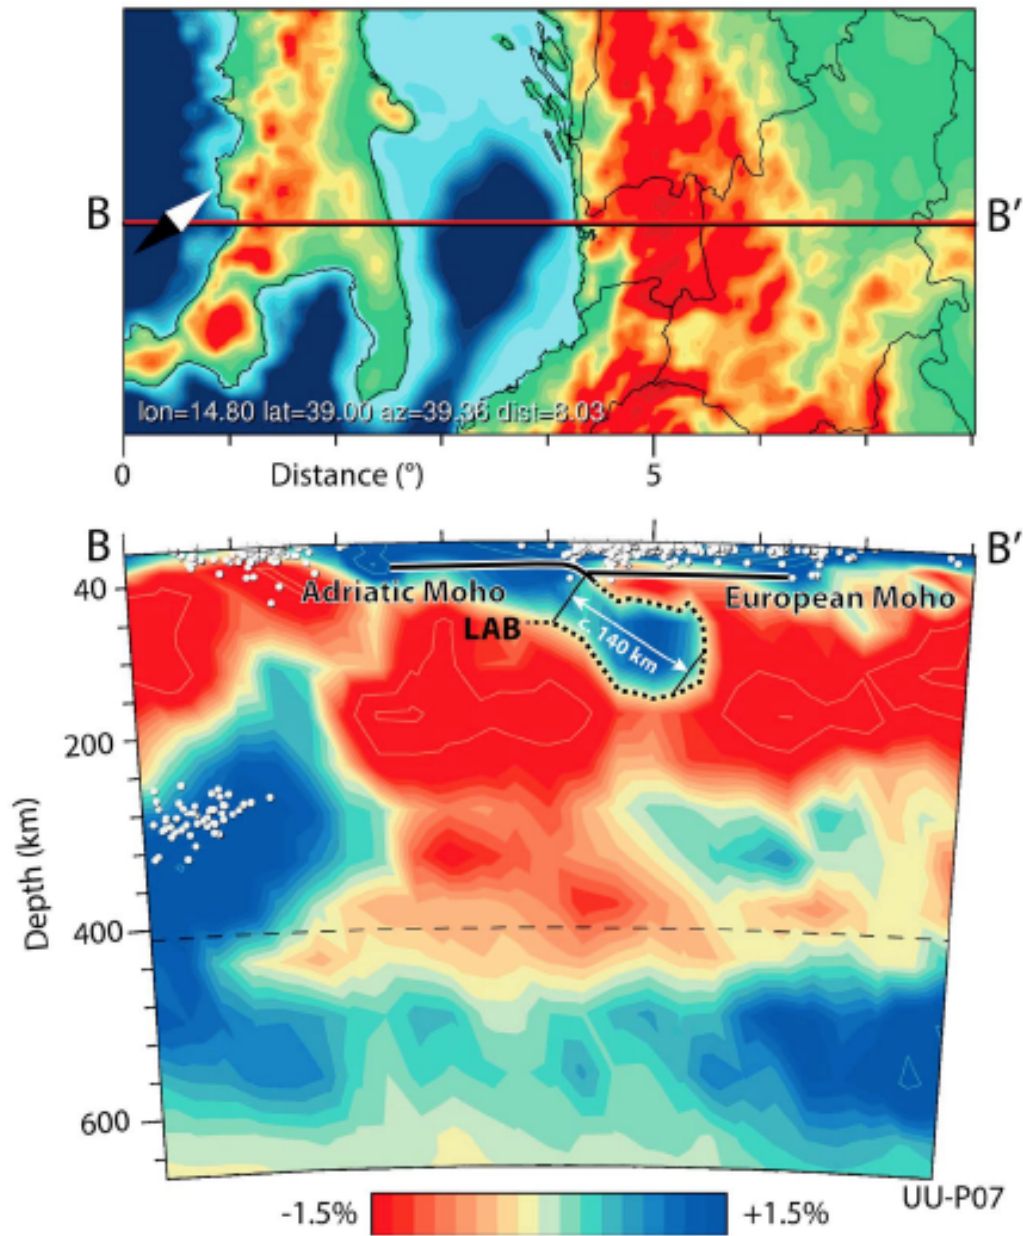 B B'
lon=14.80 lat=39.00 az=39.36 dist=8.03°
0 Distance (°) 5
B B'
40
Adriatic Moho European Moho
LAB
c. 140 km
200
Depth (km)
400
600
UU-P07
-1.5% +1.5%